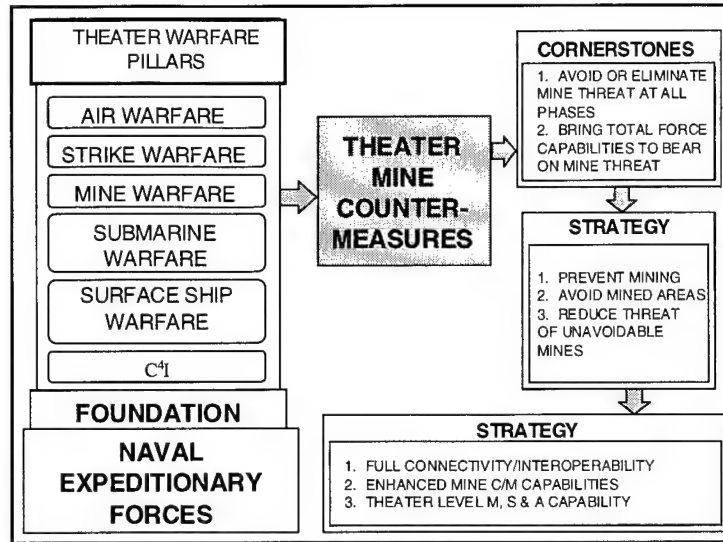 THEATER WARFARE
PILLARS
AIR WARFARE
STRIKE WARFARE
MINE WARFARE
SUBMARINE
WARFARE
SURFACE SHIP
WARFARE
C⁴I
FOUNDATION
NAVAL
EXPEDITIONARY
FORCES
THEATER
MINE
COUNTER-
MEASURES
CORNERSTONES
1. AVOID OR ELIMINATE
MINE THREAT AT ALL
PHASES
2. BRING TOTAL FORCE
CAPABILITIES TO BEAR
ON MINE THREAT
STRATEGY
1. PREVENT MINING
2. AVOID MINED AREAS
3. REDUCE THREAT
OF UNAVOIDABLE
MINES
STRATEGY
1. FULL CONNECTIVITY/INTEROPERABILITY
2. ENHANCED MINE C/M CAPABILITIES
3. THEATER LEVEL M, S & A CAPABILITY